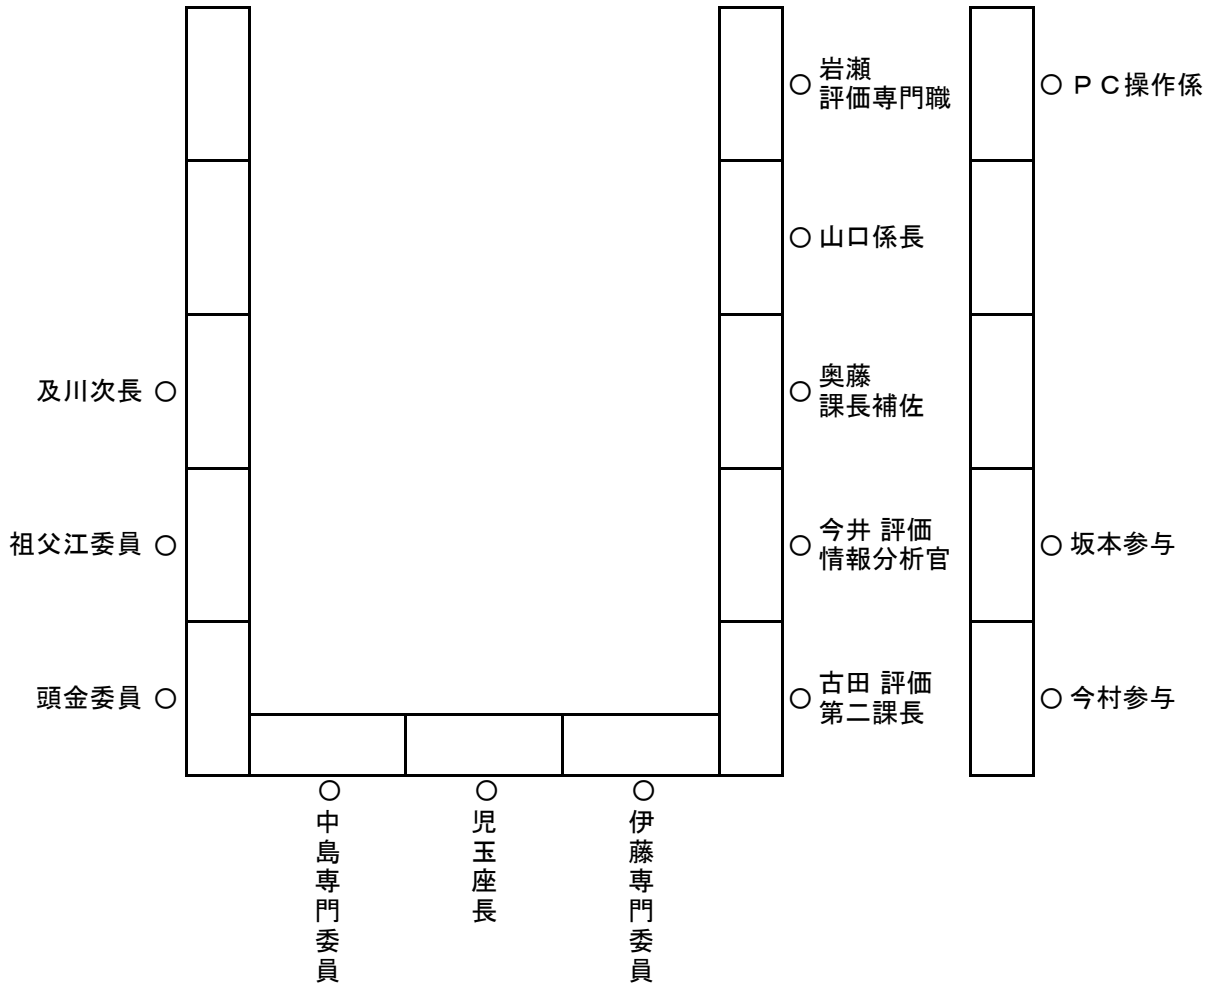 岩瀬
評価専門職
○ ＰＣ操作係
○ 山口係長
及川次長 ○
○ 奥藤
課長補佐
祖父江委員 ○
○ 今井 評価
情報分析官
○ 坂本参与
頭金委員 ○
○ 古田 評価
第二課長
○ 今村参与
○中島専門委員
○児玉座長
○伊藤専門委員